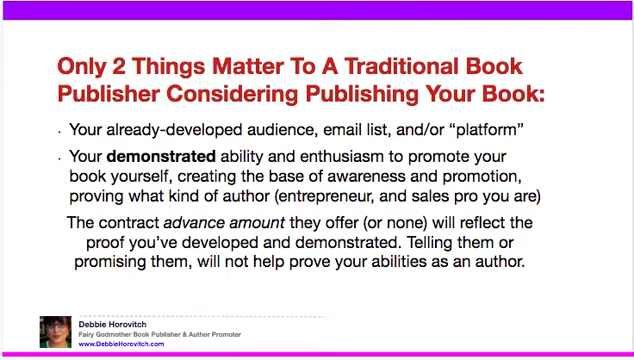 Only 2 Things Matter To A Traditional Book
Publisher Considering Publishing Your Book:
· Your already-developed audience, email list, and/or “platform”
· Your demonstrated ability and enthusiasm to promote your
book yourself, creating the base of awareness and promotion,
proving what kind of author (entrepreneur, and sales pro you are)
The contract advance amount they offer (or none) will reflect the
proof you’ve developed and demonstrated. Telling them or
promising them, will not help prove your abilities as an author.
Debbie Horovitch
Fairy Godmother Book Publisher & Author Promoter
www.DebbieHorovitch.com